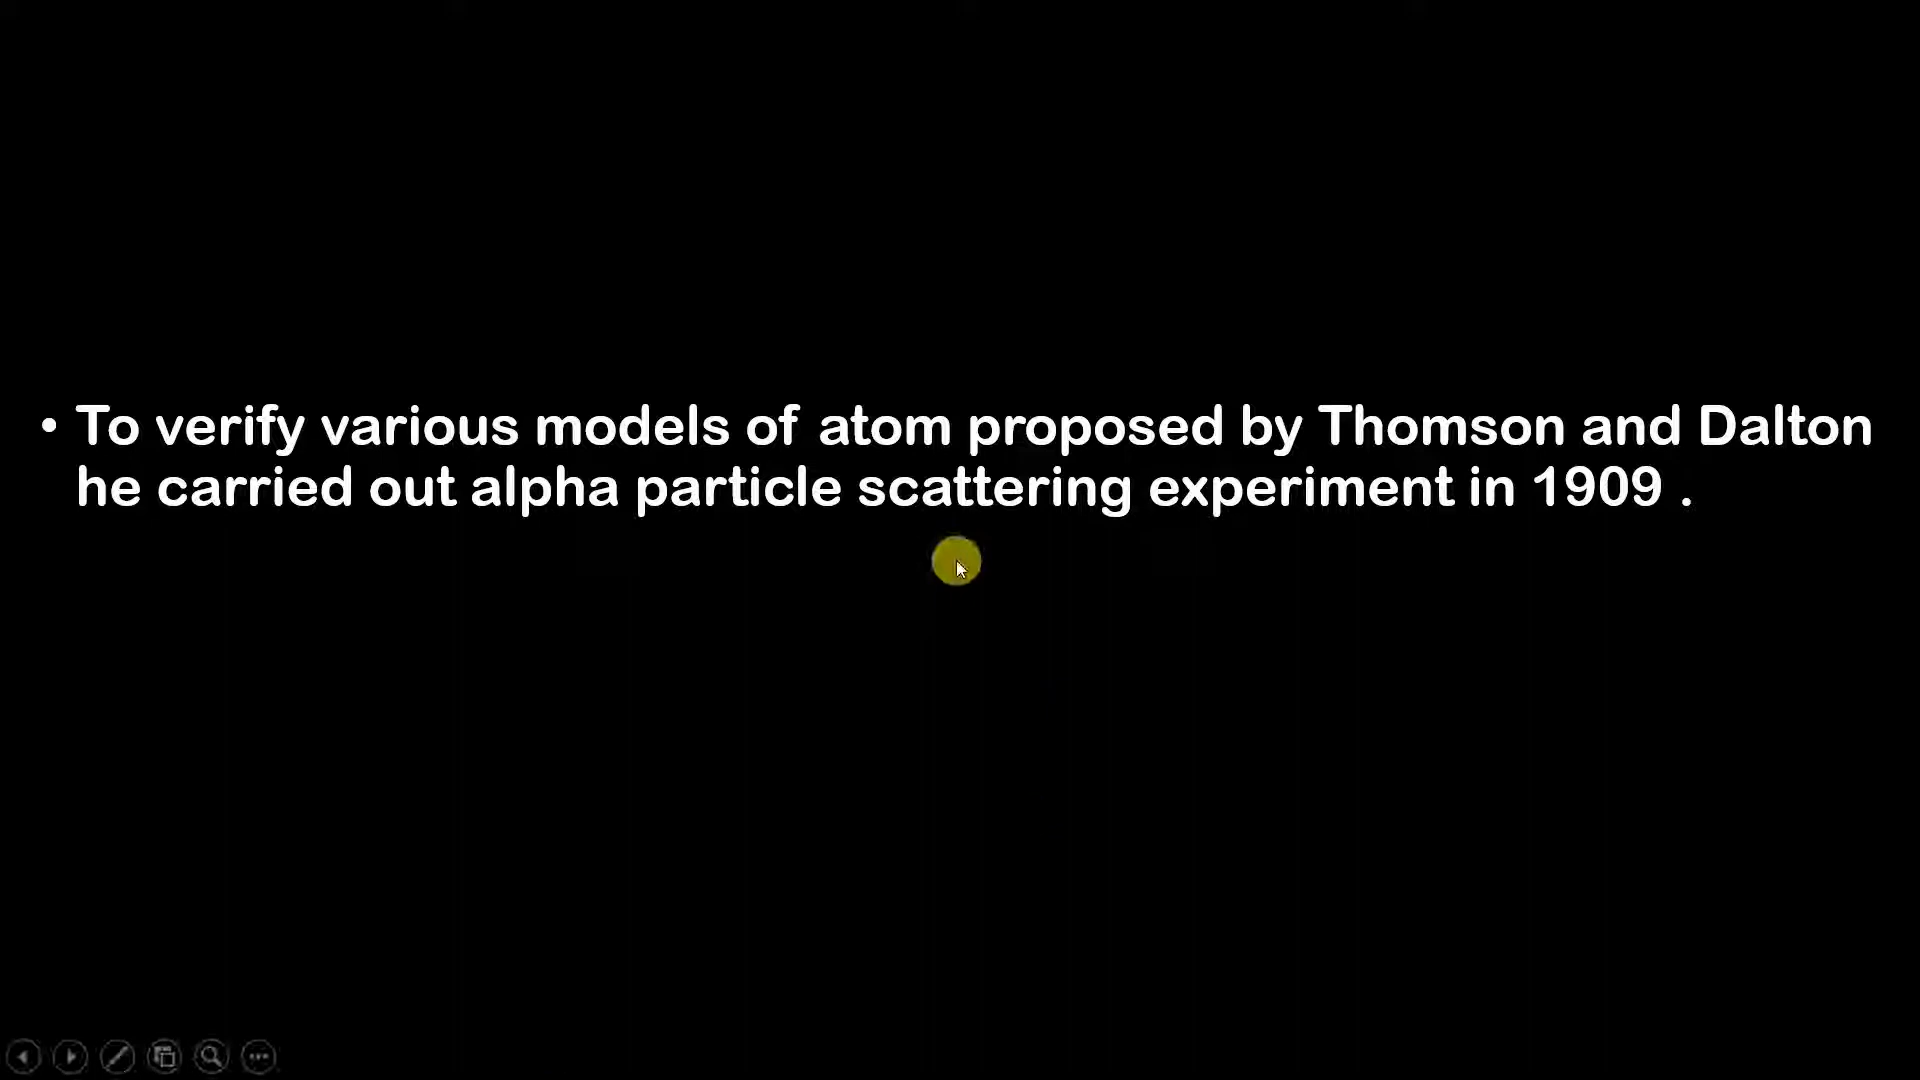 • To verify various models of atom proposed by Thomson and Dalton
he carried out alpha particle scattering experiment in 1909 .